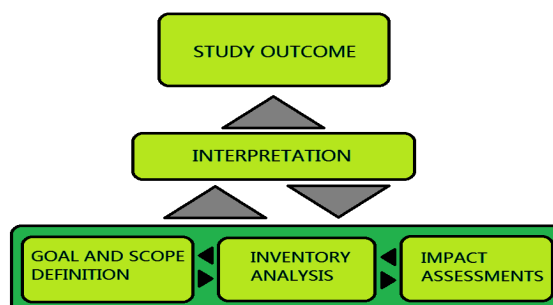 STUDY OUTCOME
INTERPRETATION
GOAL AND SCOPE
DEFINITION
INVENTORY
ANALYSIS
IMPACT
ASSESSMENTS